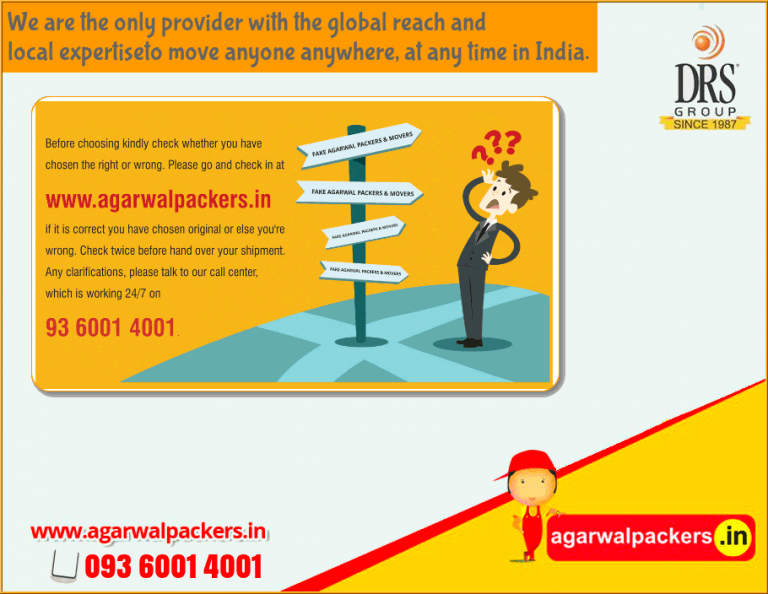 We are the only provider with the global reach and
local expertiseto move anyone anywhere, at any time in India.
DRS
GROUP
SINCE 1987
Before choosing kindly check whether you have
chosen the right or wrong. Please go and check in at
www.agarwalpackers.in
if it is correct you have chosen original or else you're
wrong. Check twice before hand over your shipment.
Any clarifications, please talk to our call center,
which is working 24/7 on
93 6001 4001.
FAKE AGARWAL PACKERS & MOVERS
FAKE AGARWAL PACKERS & MOVERS
FAKE AGARWAL PACKERS & MOVERS
FAKE AGARWAL PACKERS & MOVERS
???
www.agarwalpackers.in
093 6001 4001
agarwalpackers.in